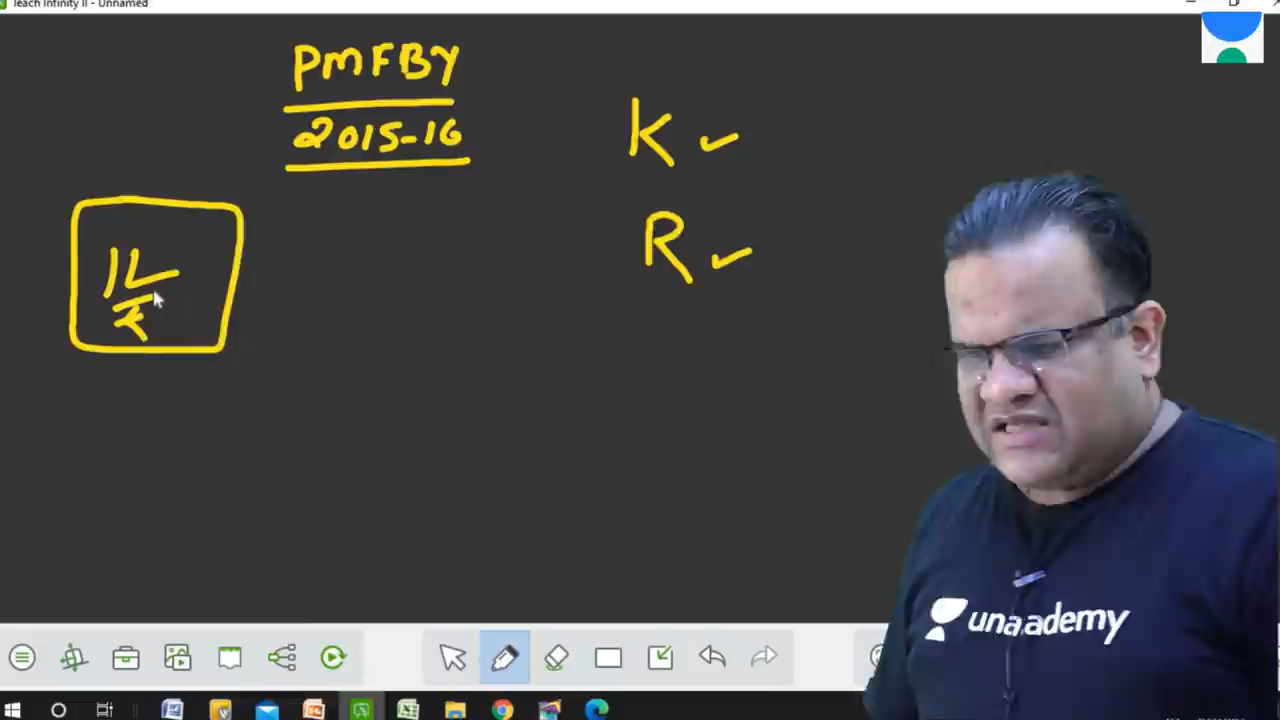 Teach Infinity II - Unnamed
PMFBY
2015-16
K ✓
R ✓
1L
₹
unacademy